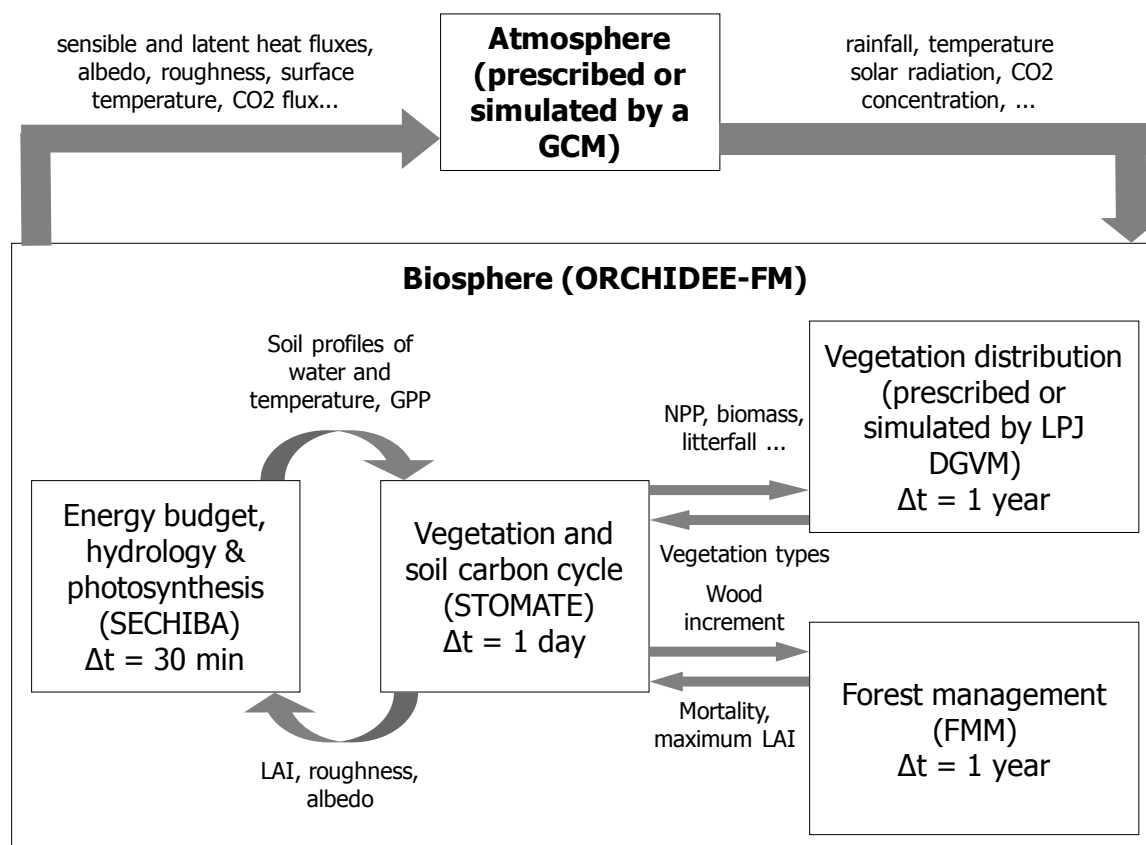 sensible and latent heat fluxes,
albedo, roughness, surface
temperature, CO2 flux...
Atmosphere
(prescribed or
simulated by a
GCM)
rainfall, temperature
solar radiation, CO2
concentration, ...
Biosphere (ORCHIDEE-FM)
Soil profiles of
water and
temperature, GPP
Energy budget,
hydrology &
photosynthesis
(SECHIBA)
Δt = 30 min
Vegetation and
soil carbon cycle
(STOMATE)
Δt = 1 day
LAI, roughness,
albedo
NPP, biomass,
litterfall ...
Vegetation types
Vegetation distribution
(prescribed or
simulated by LPJ
DGVM)
Δt = 1 year
Wood
increment
Mortality,
maximum LAI
Forest management
(FMM)
Δt = 1 year